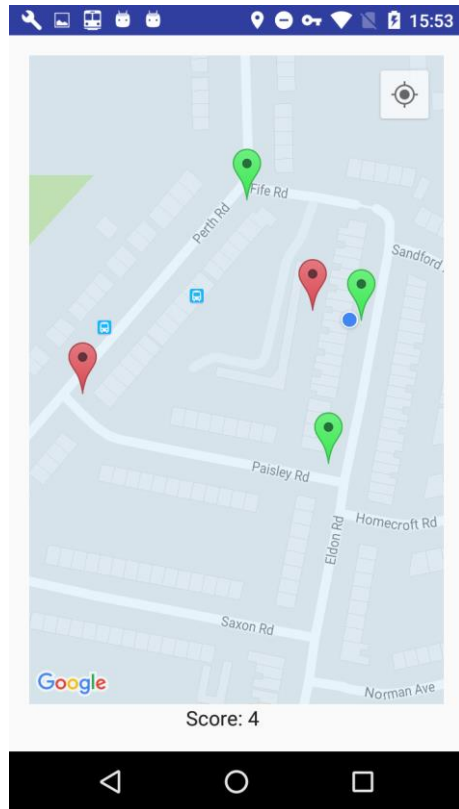 15:53
Fife Rd
Perth Rd
Sandford
Paisley Rd
Homecroft Rd
Eldon Rd
Saxon Rd
Google
Norman Ave
Score: 4